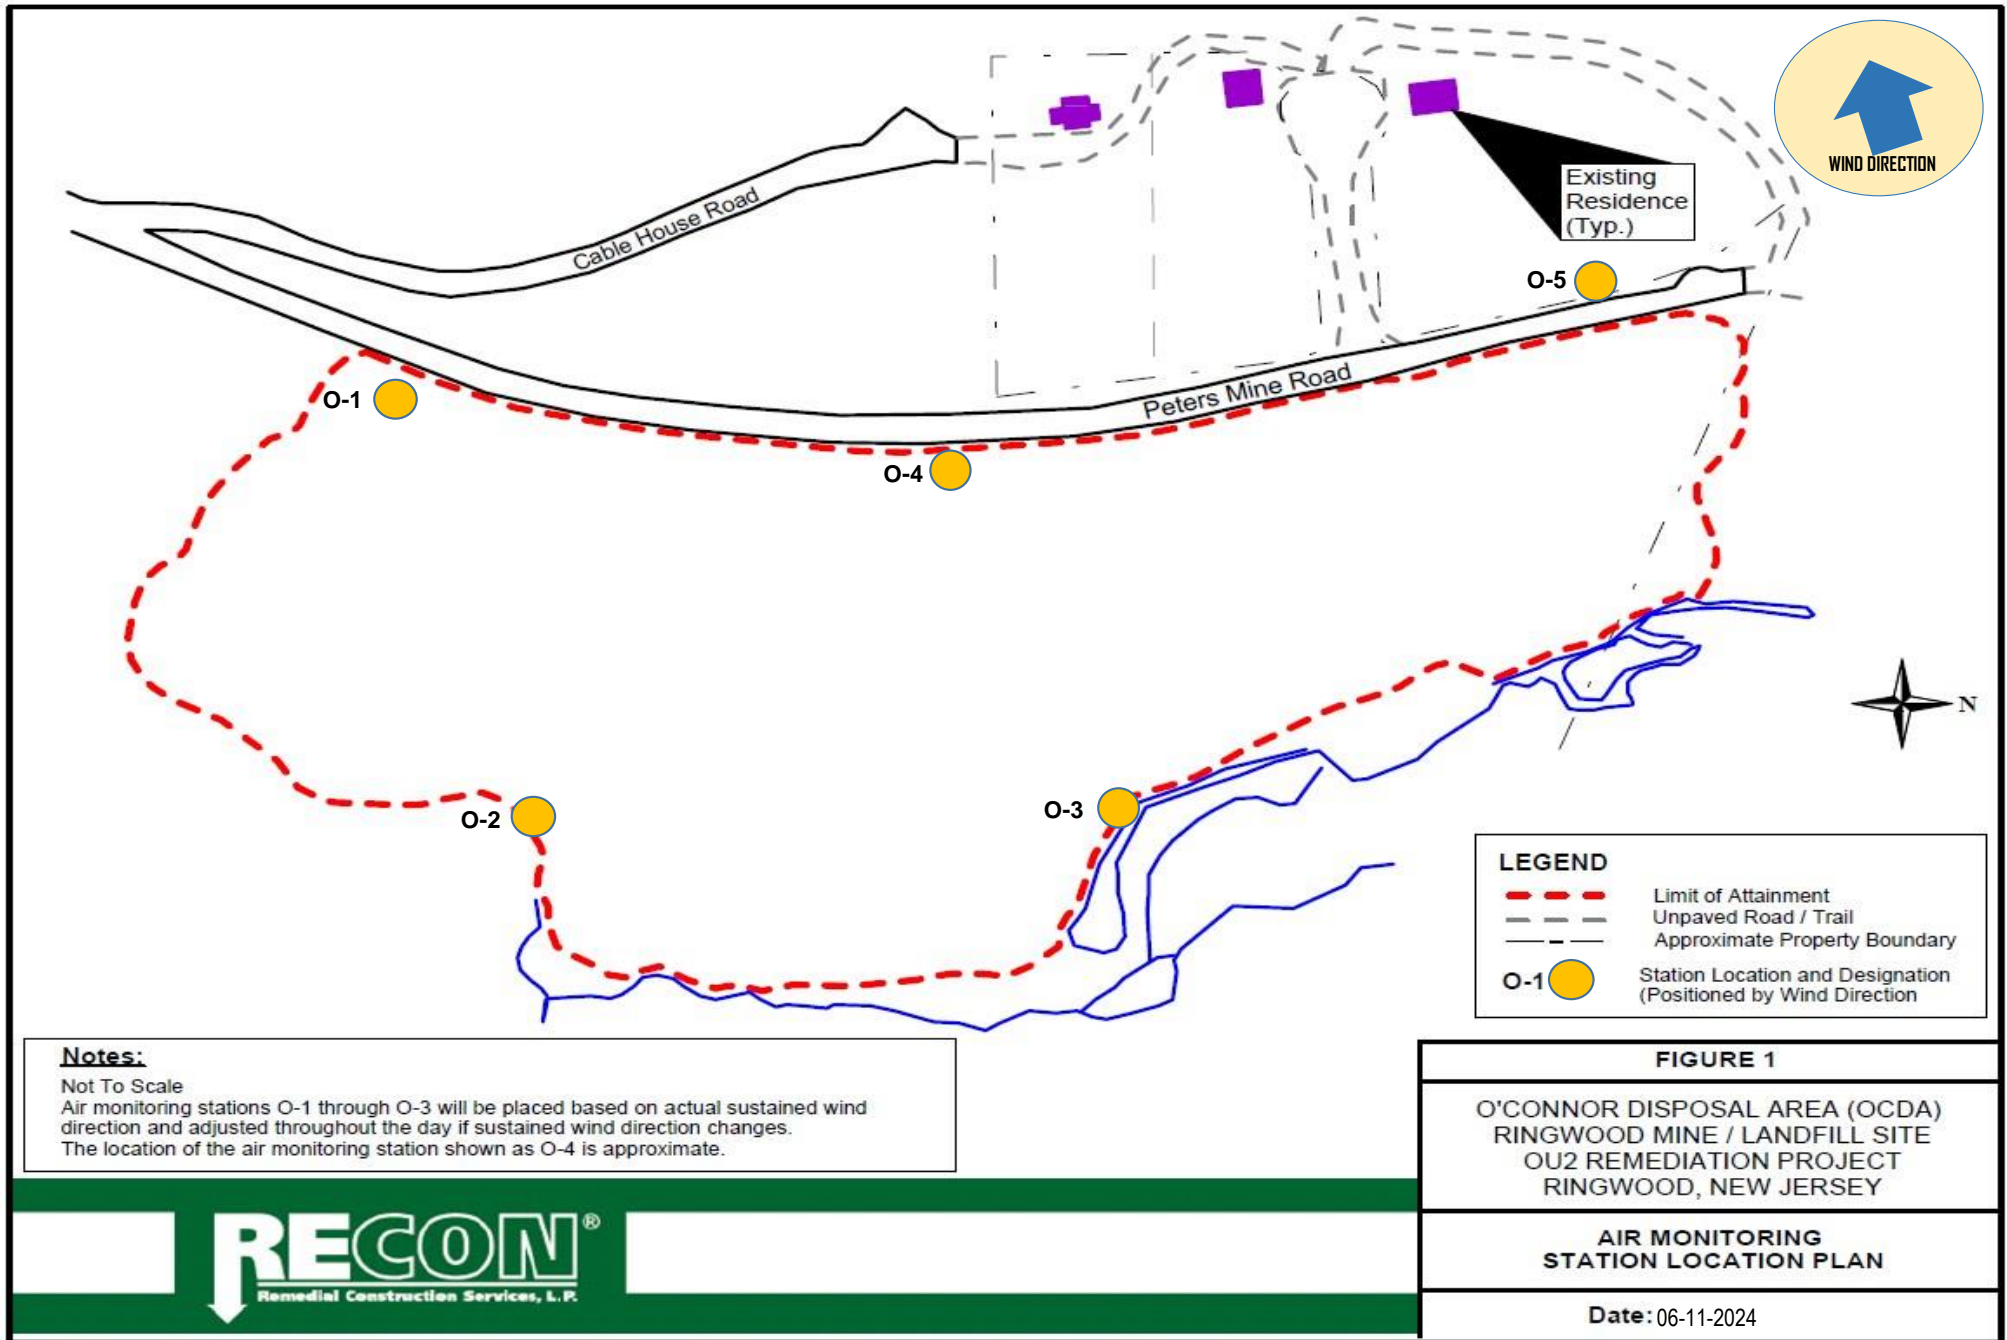 WIND DIRECTION
Existing
Residence
(Typ.)
Cable House Road
O-5
O-1
Peters Mine Road
O-4
N
O-2
O-3
LEGEND
Limit of Attainment
Unpaved Road / Trail
Approximate Property Boundary
O-1
Station Location and Designation
(Positioned by Wind Direction
Notes:
Not To Scale
Air monitoring stations O-1 through O-3 will be placed based on actual sustained wind
direction and adjusted throughout the day if sustained wind direction changes.
The location of the air monitoring station shown as O-4 is approximate.
FIGURE 1
O'CONNOR DISPOSAL AREA (OCDA)
RINGWOOD MINE / LANDFILL SITE
OU2 REMEDIATION PROJECT
RINGWOOD, NEW JERSEY
AIR MONITORING
STATION LOCATION PLAN
Date: 06-11-2024
RECON®
Remedial Construction Services, L.P.